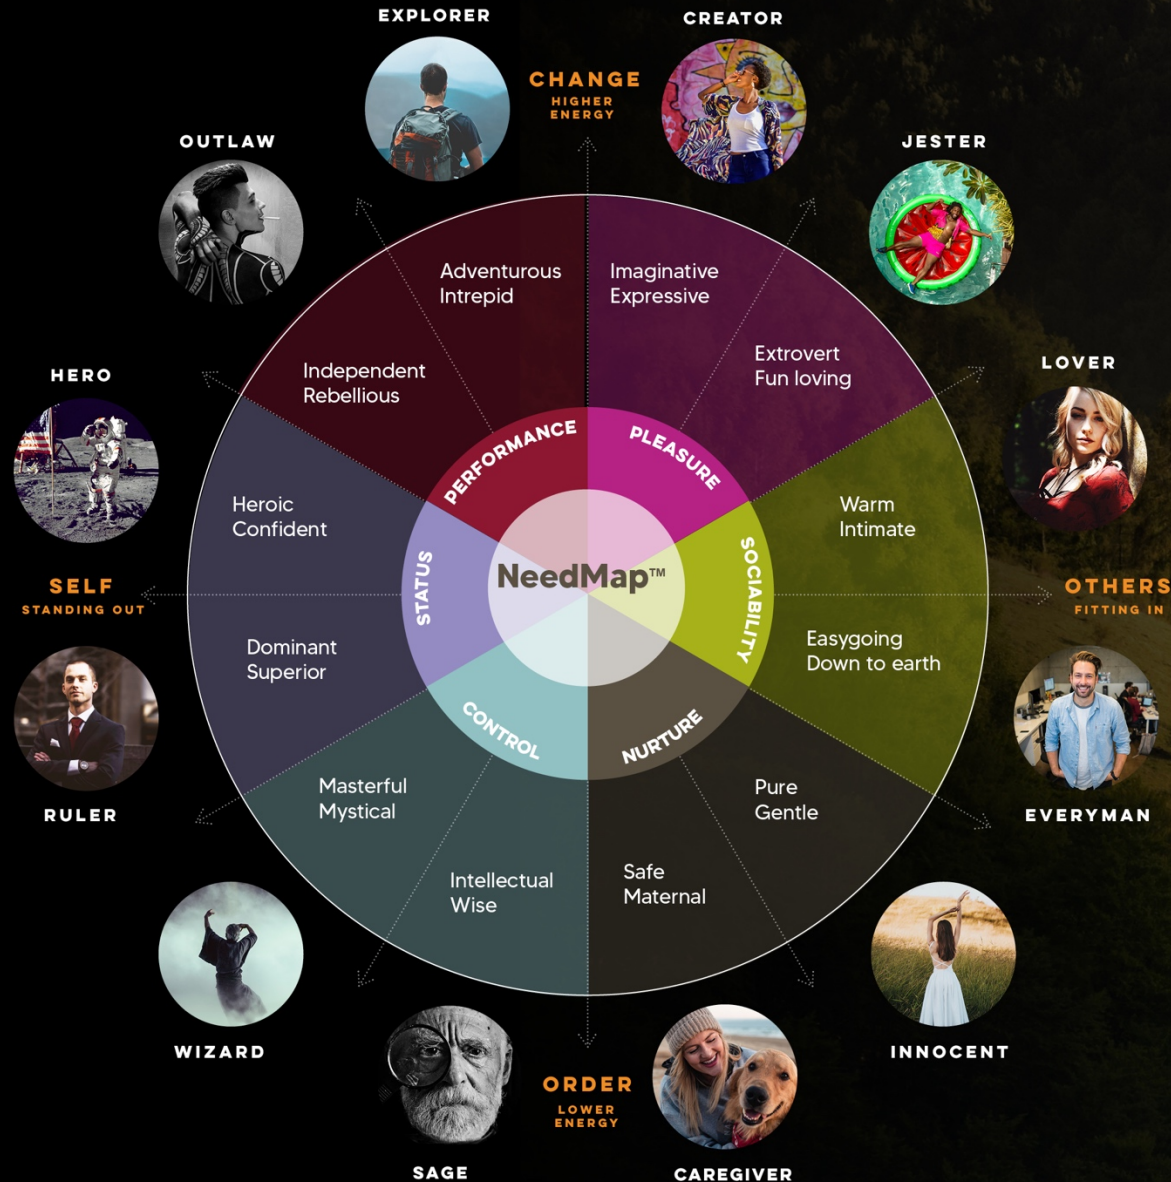 EXPLORER
CREATOR
CHANGE
HIGHER
ENERGY
OUTLAW
JESTER
Adventurous
Intrepid
Imaginative
Expressive
Independent
Rebellious
Extrovert
Fun loving
HERO
LOVER
PERFORMANCE
PLEASURE
Heroic
Confident
Warm
Intimate
STATUS
NeedMap™
SOCIABILITY
SELF
STANDING OUT
OTHERS
FITTING IN
Dominant
Superior
Easygoing
Down to earth
CONTROL
NURTURE
RULER
EVERYMAN
Masterful
Mystical
Pure
Gentle
Intellectual
Wise
Safe
Maternal
WIZARD
INNOCENT
ORDER
LOWER
ENERGY
SAGE
CAREGIVER